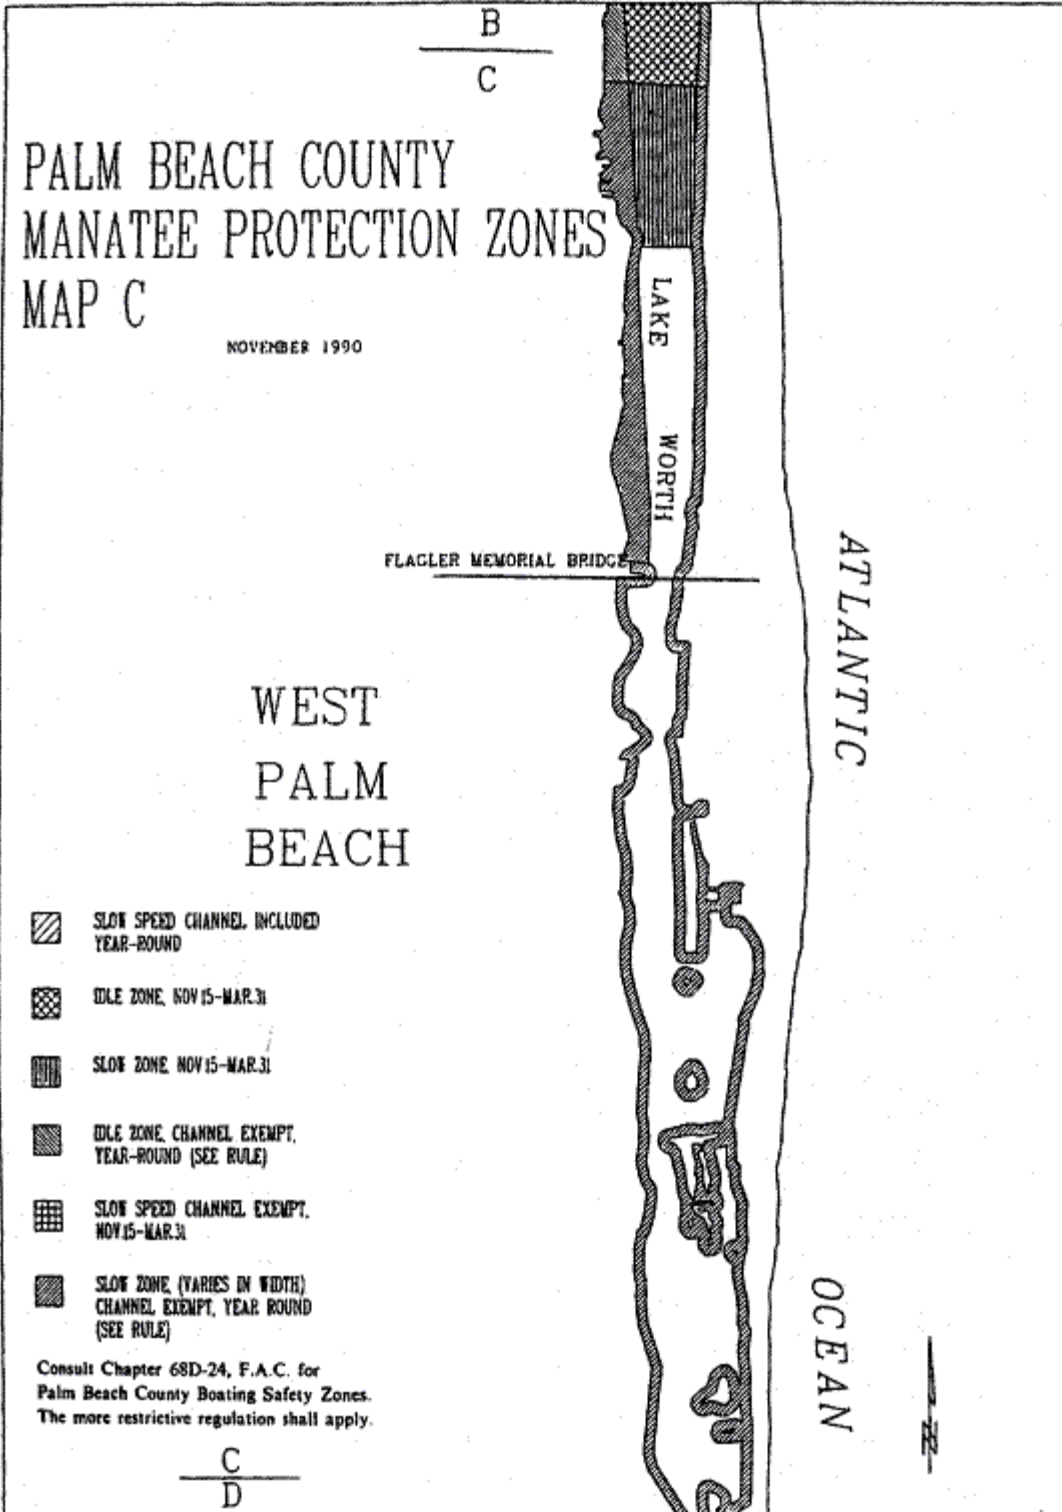 B
C
PALM BEACH COUNTY
MANATEE PROTECTION ZONES
MAP C
NOVEMBER 1990
LAKE
WORTH
FLAGLER MEMORIAL BRIDGE
ATLANTIC
OCEAN
WEST
PALM
BEACH
SLOW SPEED CHANNEL INCLUDED
YEAR-ROUND
IDLE ZONE, NOV 15-MAR.31
SLOW ZONE, NOV 15-MAR.31
IDLE ZONE, CHANNEL EXEMPT,
YEAR-ROUND (SEE RULE)
SLOW SPEED CHANNEL EXEMPT,
NOV.15-MAR.31
SLOW ZONE, (VARIES IN WIDTH)
CHANNEL EXEMPT, YEAR ROUND
(SEE RULE)
Consult Chapter 68D-24, F.A.C. for
Palm Beach County Boating Safety Zones.
The more restrictive regulation shall apply.
C
D
N